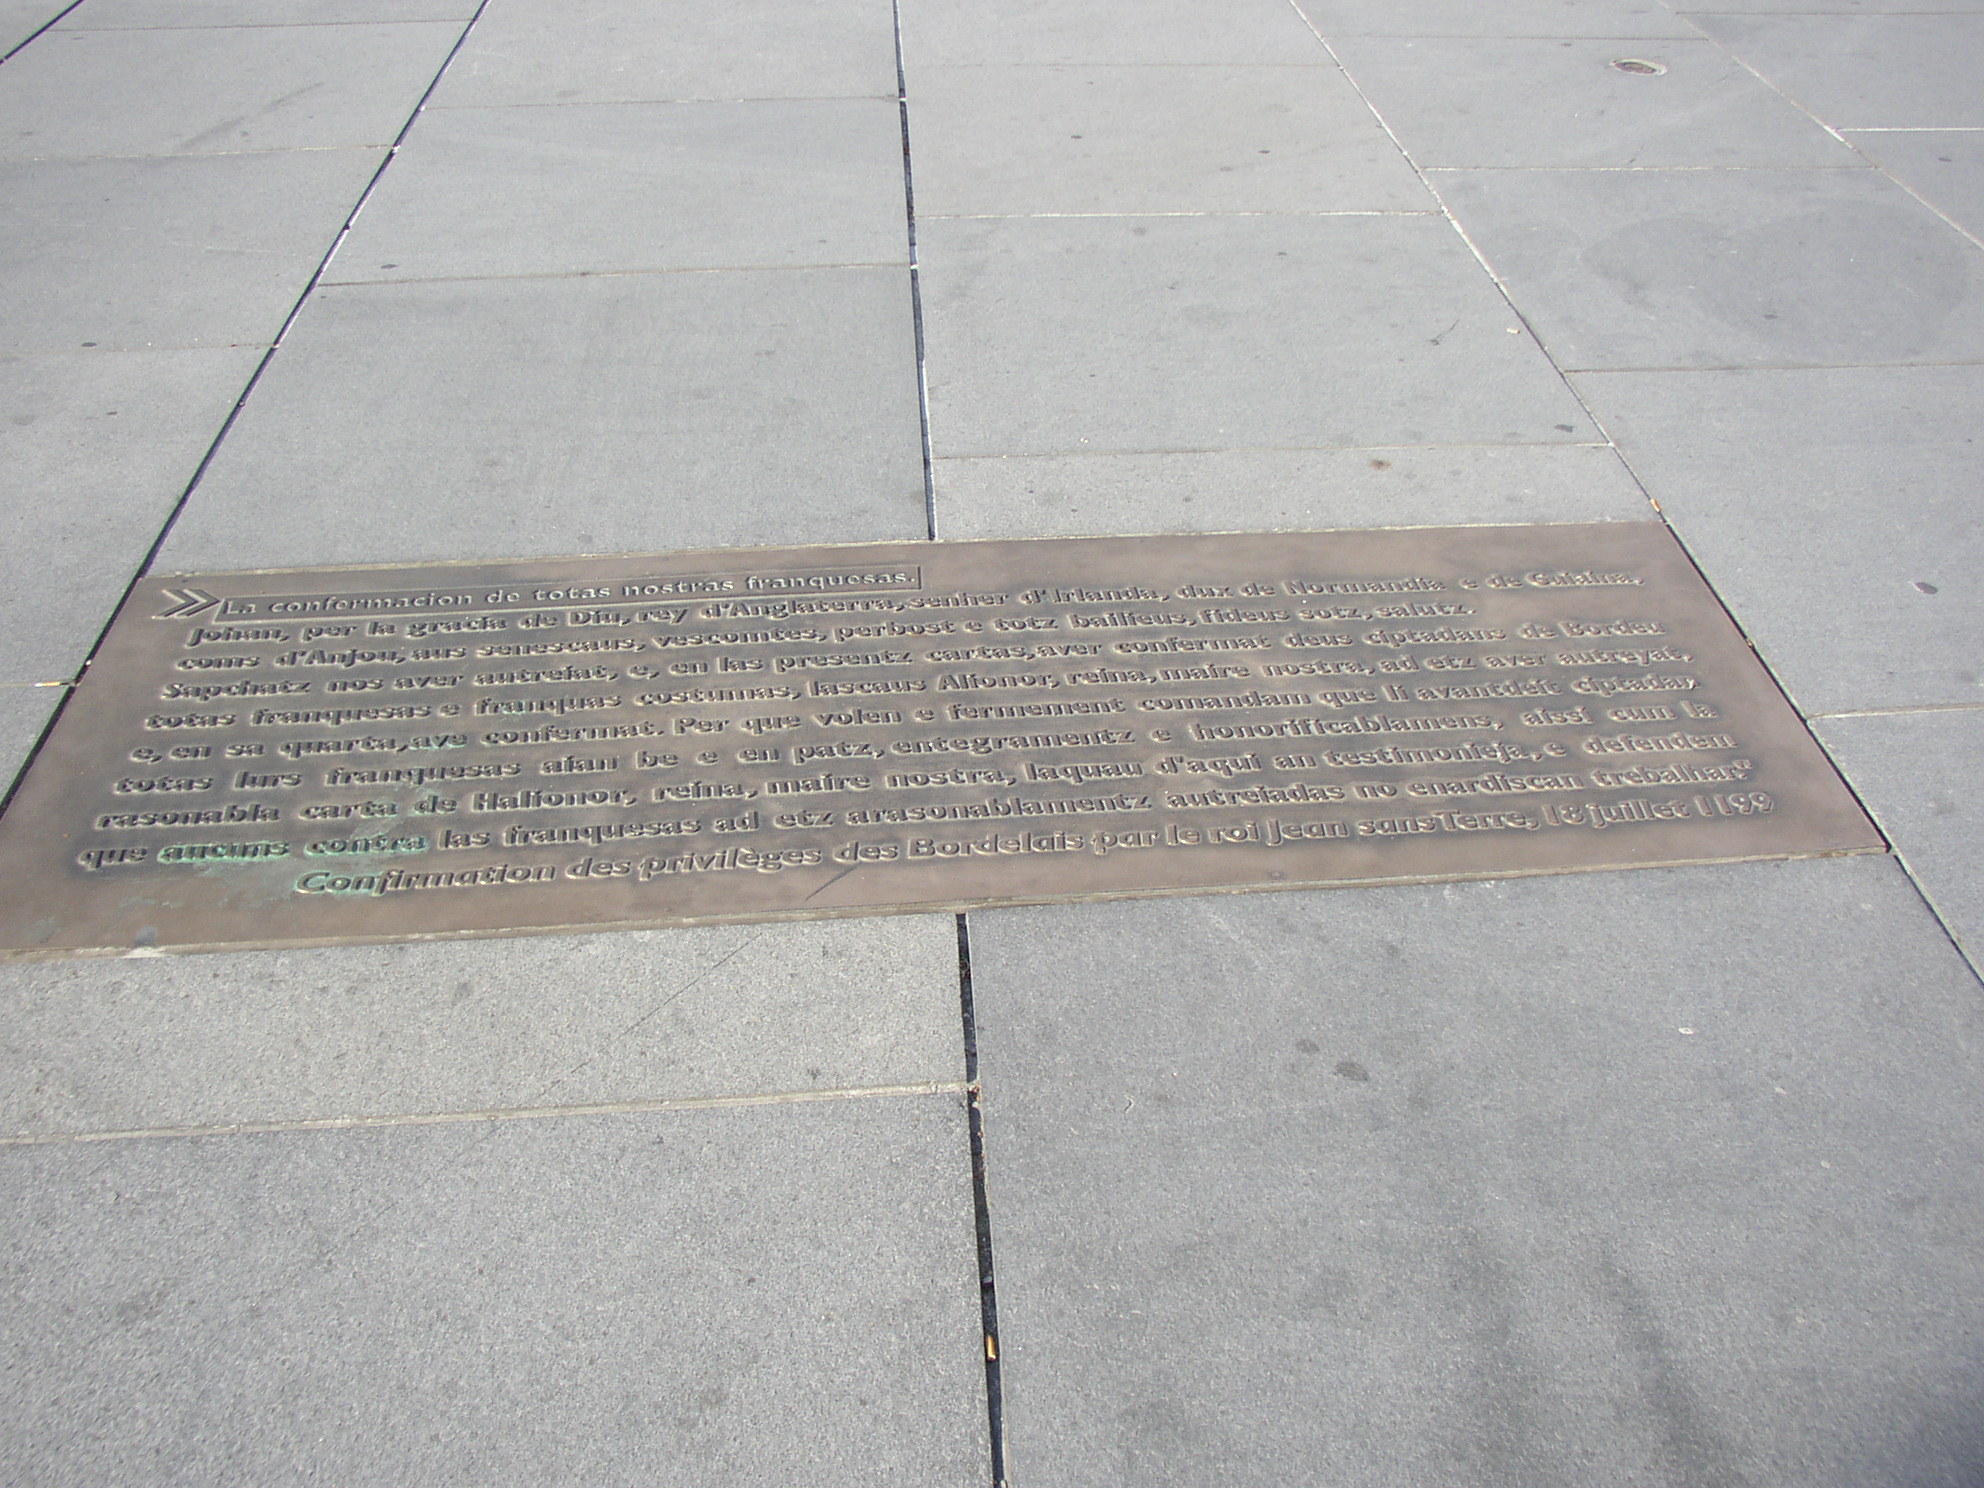 La confermacion de totas nostras franquesas.
Johan, per la gracia de Diu, rey d'Anglaterra, senher d'Irlanda, dux de Normandia e de Guiaina,
coms d'Anjou, aus senescaus, vescomtes, perbost e totz bailieus, fideus sotz, salutz.
Sapchatz nos aver autreiat, e, en las presentz cartas, aver confermat deus ciptadans de Bordeu
totas franquesas e franquas costumas, lascaus Alionor, reina, maire nostra, ad etz aver autreyat,
e, en sa quarta, ave confermat. Per que volen e fermement comandam que li avantdeit ciptadan
totas lurs franquesas aian be e en patz, entegramentz e honorificablamens, aissi cum la
rasonabla carta de Halionor, reina, maire nostra, laquau d'aqui an testimonieja, e defendem
que aucuns contra las franquesas ad etz arasonablamentz autreiadas no enardiscan trebalhar."
Confirmation des privilèges des Bordelais par le roi Jean sans Terre, 18 juillet 1199